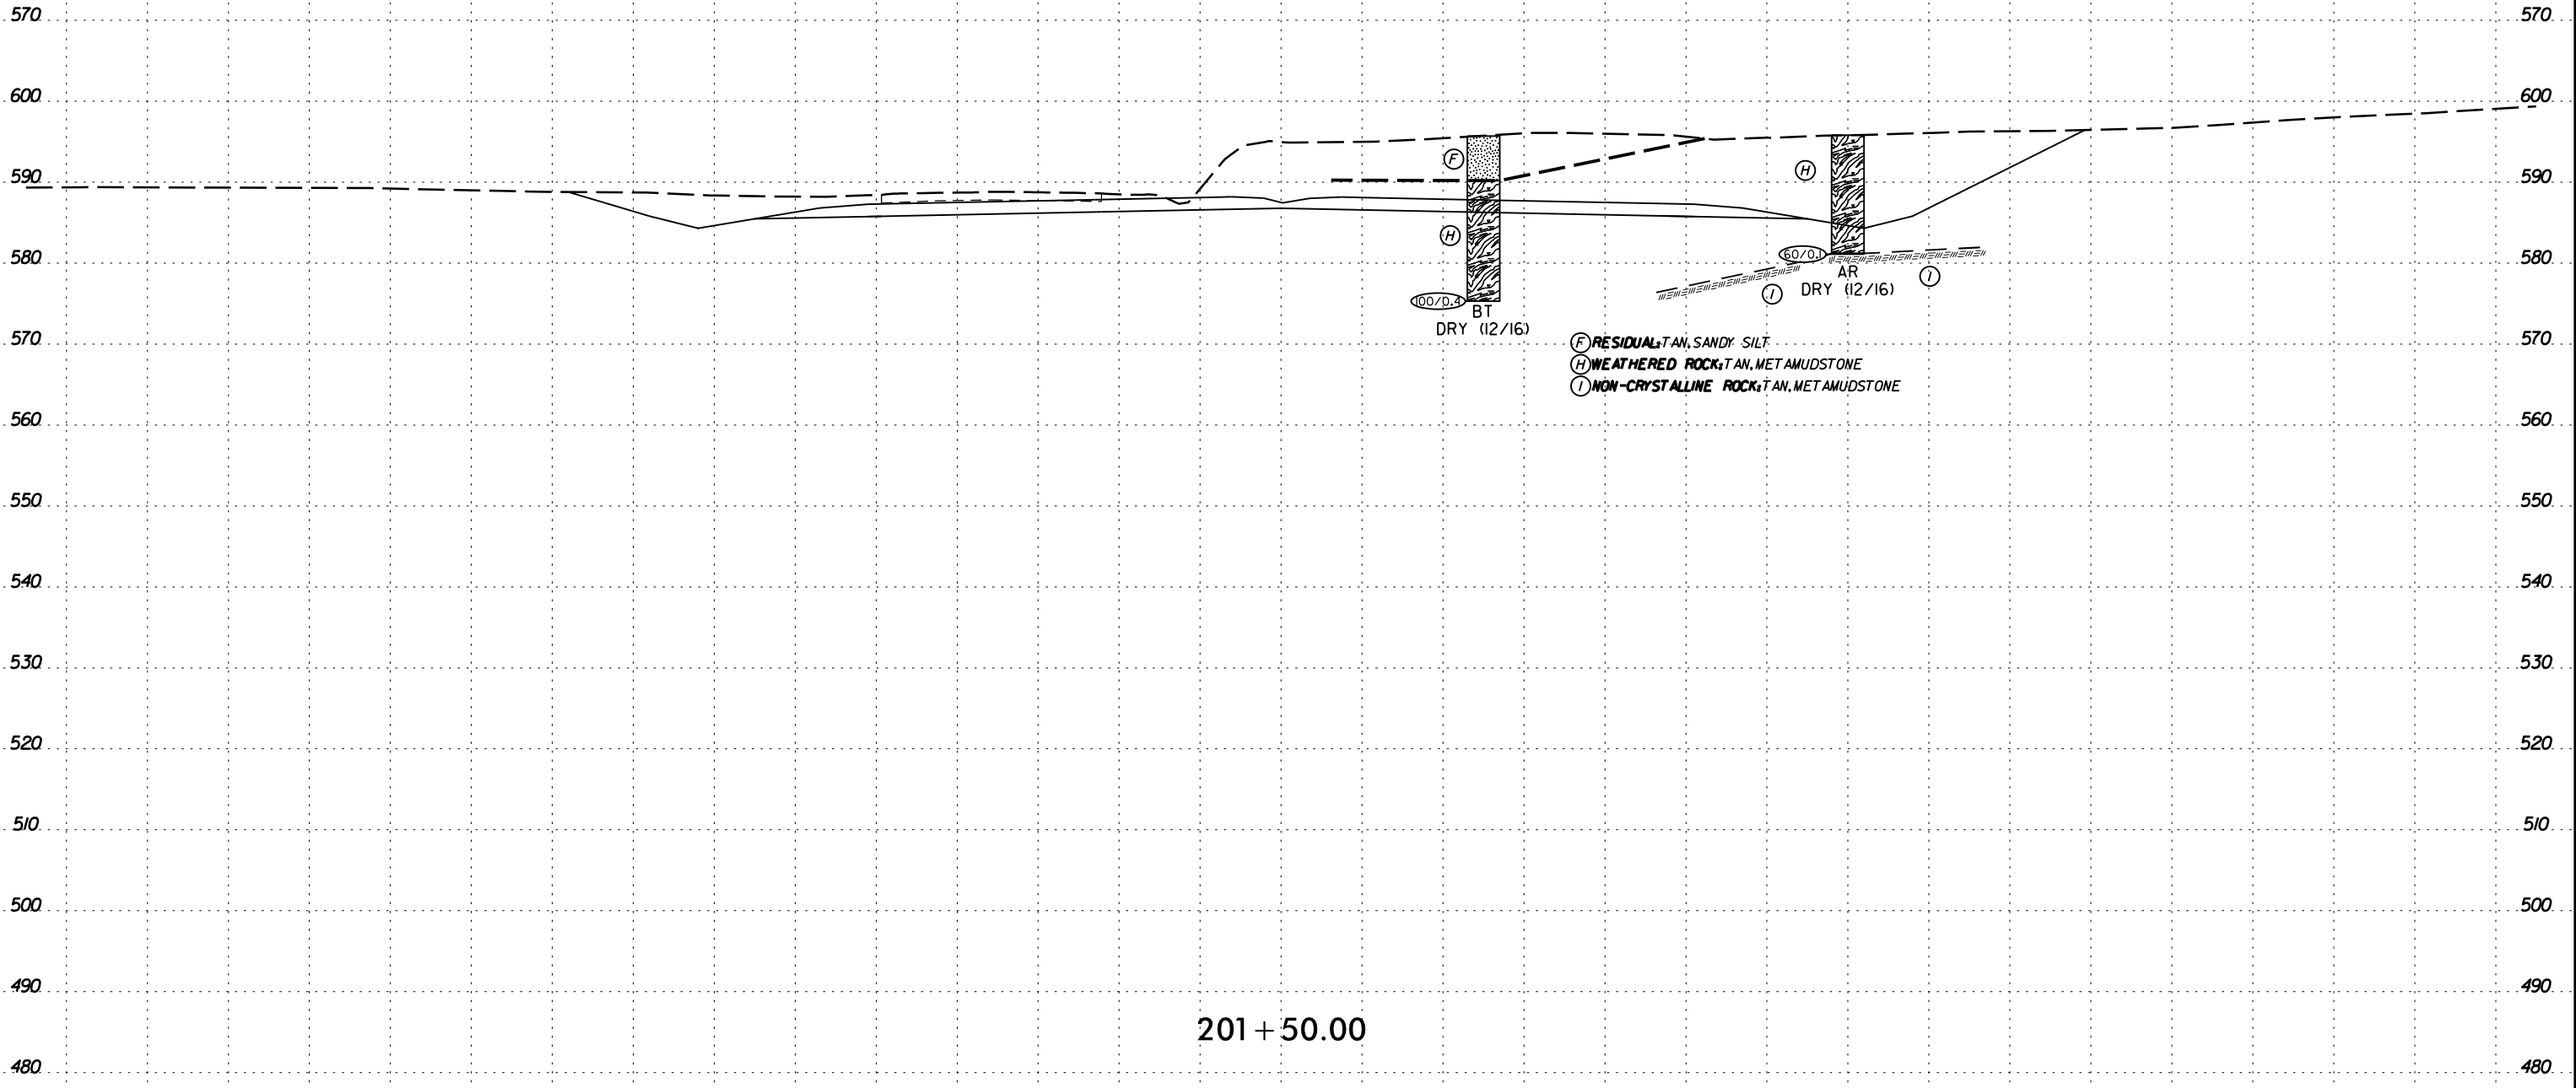 570 570
600 600
F
590 590
H
H
580 60/0.1 580
AR
I
DRY (12/16)
I
100/0.4
BT
DRY (12/16)
570 570
F RESIDUAL: TAN, SANDY SILT
H WEATHERED ROCK: TAN, METAMUDSTONE
I NON-CRYSTALLINE ROCK: TAN, METAMUDSTONE
560 560
550 550
540 540
530 530
520 520
510 510
500 500
490 490
201+50.00
480 480